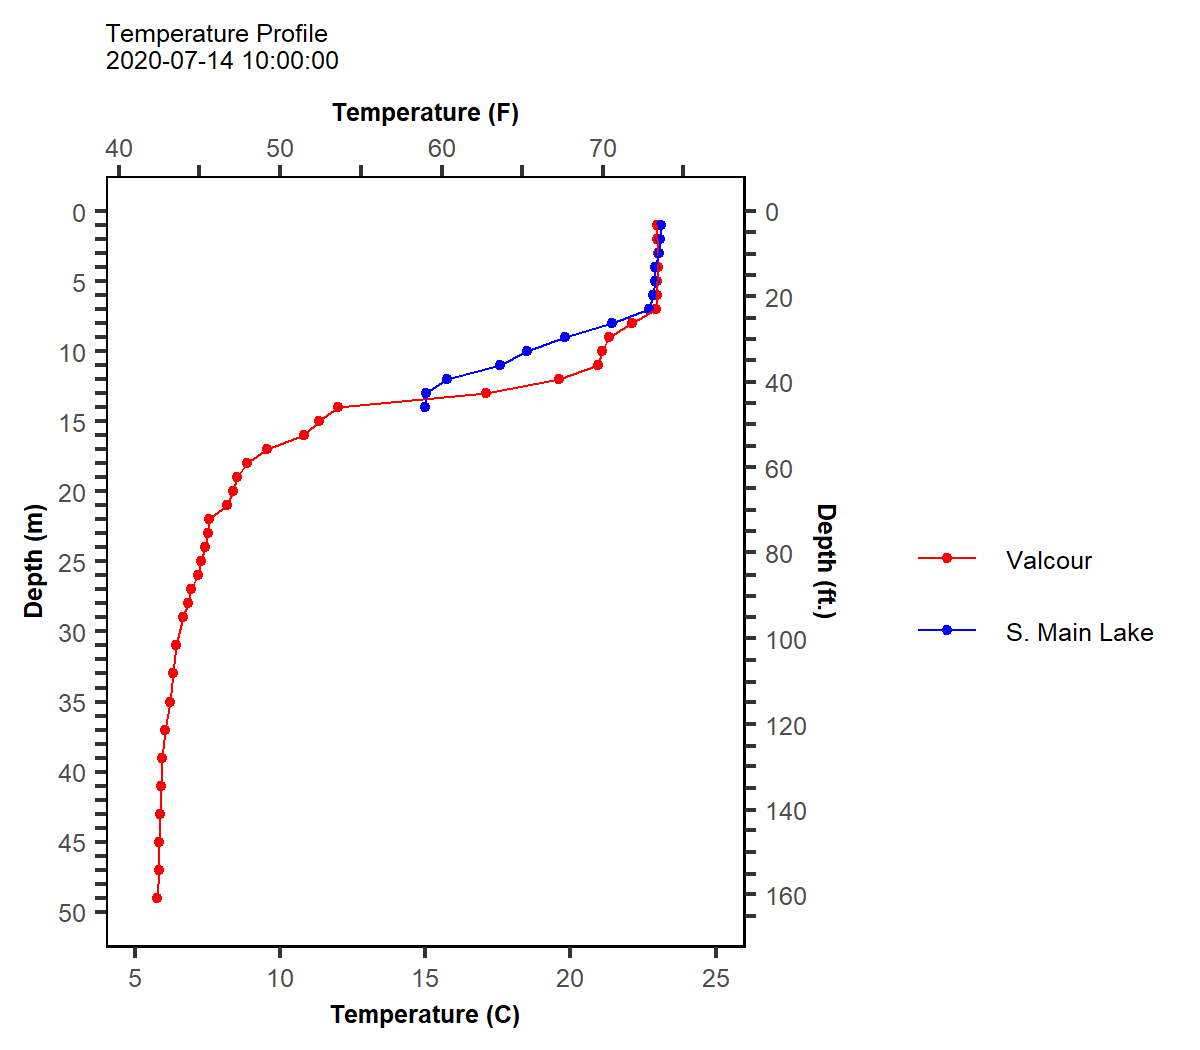 Temperature Profile
2020-07-14 10:00:00
Temperature (F)
40 50 60 70
0
5
10
15
20
25
30
35
40
45
50
Depth (m)
0
20
40
60
80
100
120
140
160
Depth (ft.)
Valcour
S. Main Lake
5 10 15 20 25
Temperature (C)